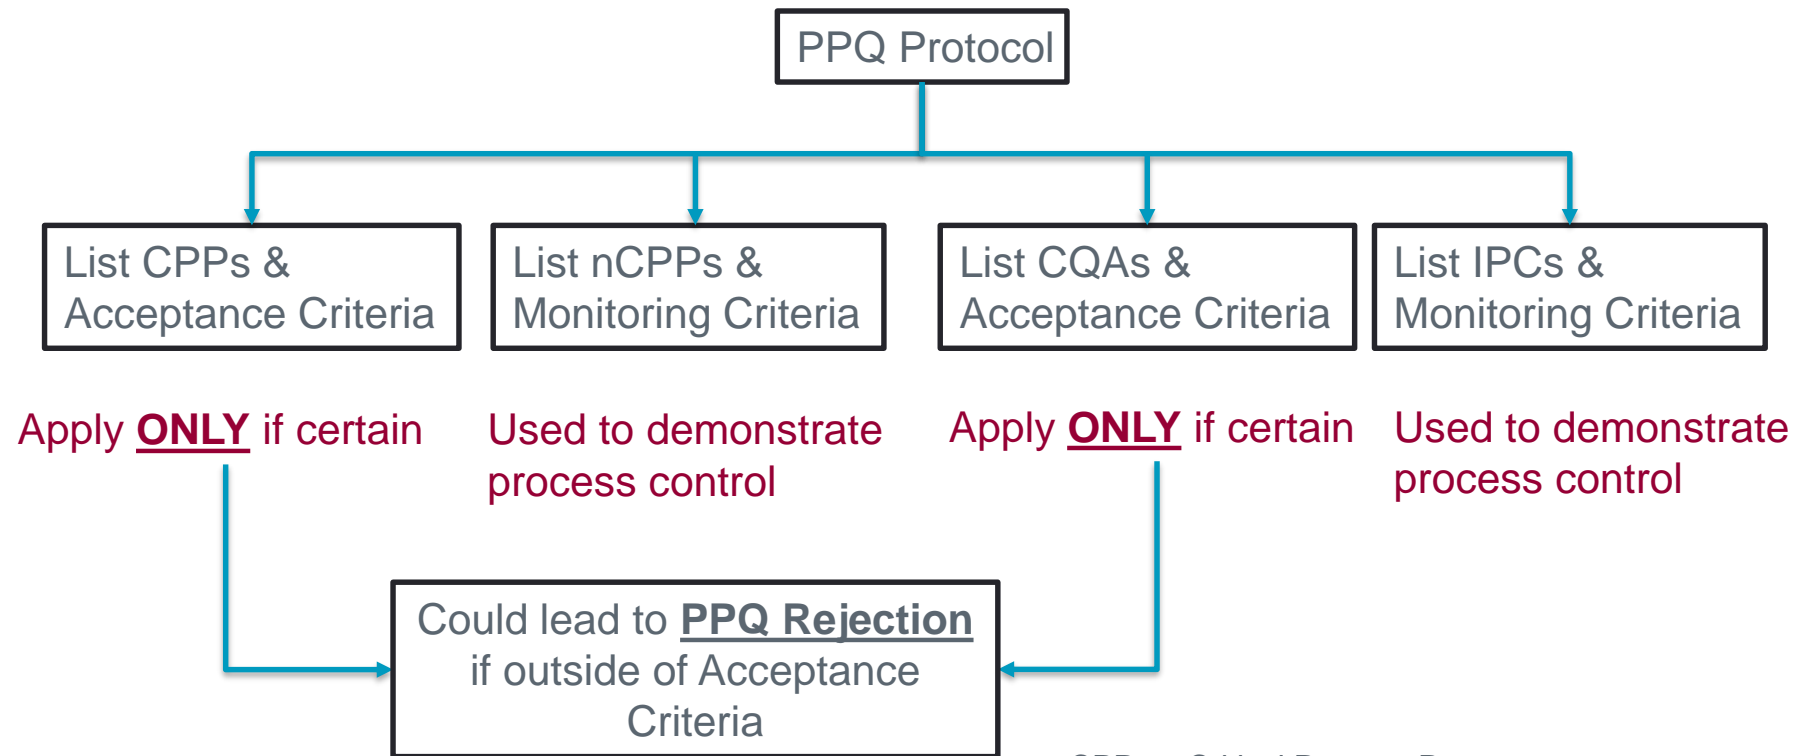 PPQ Protocol
List CPPs &
Acceptance Criteria
List nCPPs &
Monitoring Criteria
List CQAs &
Acceptance Criteria
List IPCs &
Monitoring Criteria
Apply ONLY if certain
Used to demonstrate
process control
Apply ONLY if certain
Used to demonstrate
process control
Could lead to PPQ Rejection
if outside of Acceptance
Criteria